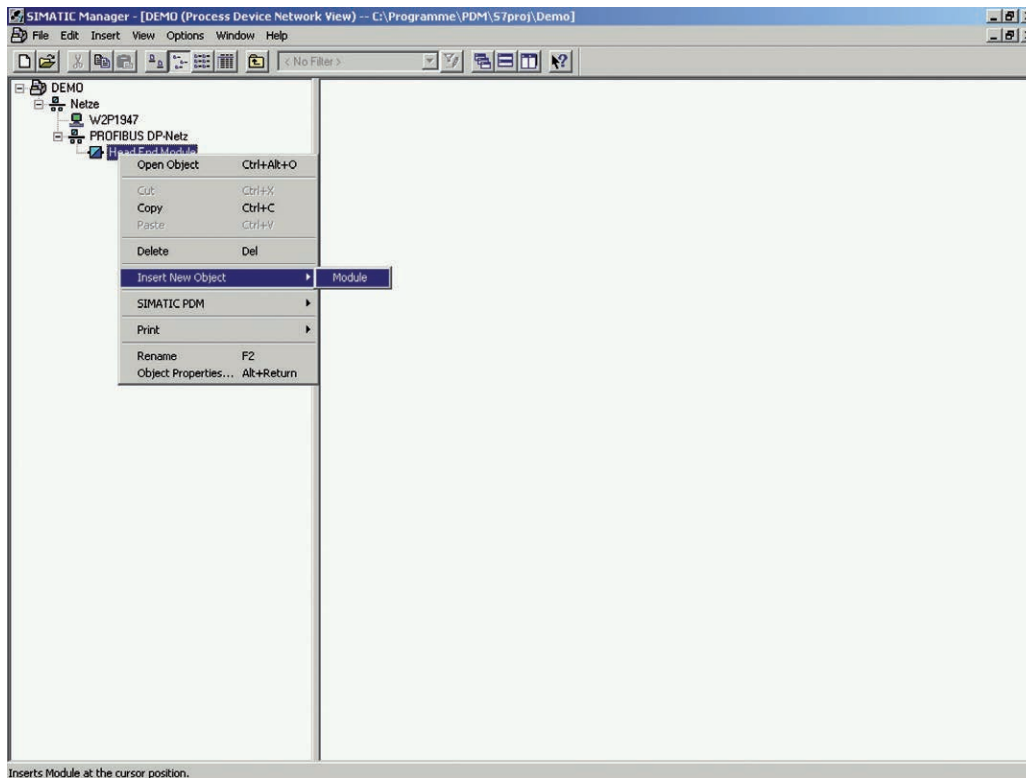 SIMATIC Manager - [DEMO (Process Device Network View) -- C:\Programme\PDM\S7proj\Demo]
File Edit Insert View Options Window Help
< No Filter >
DEMO
Netze
W2P1947
PROFIBUS DP-Netz
Head End Module
Open Object Ctrl+Alt+O
Cut Ctrl+X
Copy Ctrl+C
Paste Ctrl+V
Delete Del
Insert New Object Module
SIMATIC PDM
Print
Rename F2
Object Properties... Alt+Return
Inserts Module at the cursor position.